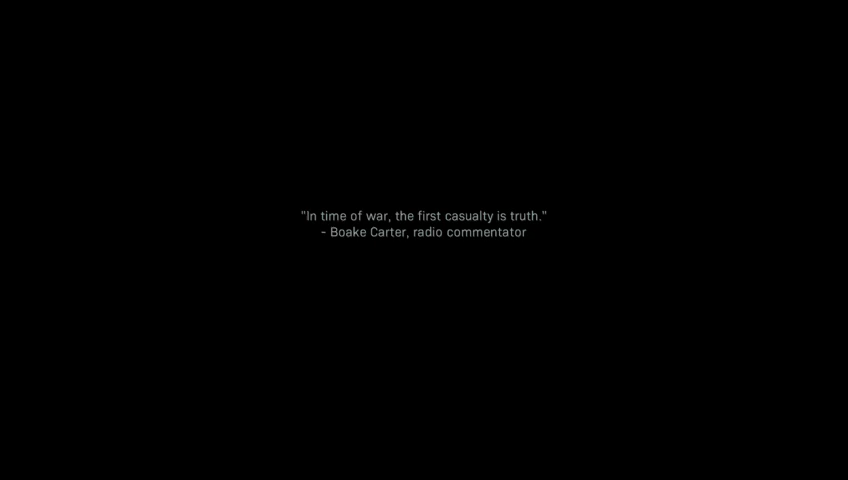 "In time of war, the first casualty is truth."
- Boake Carter, radio commentator